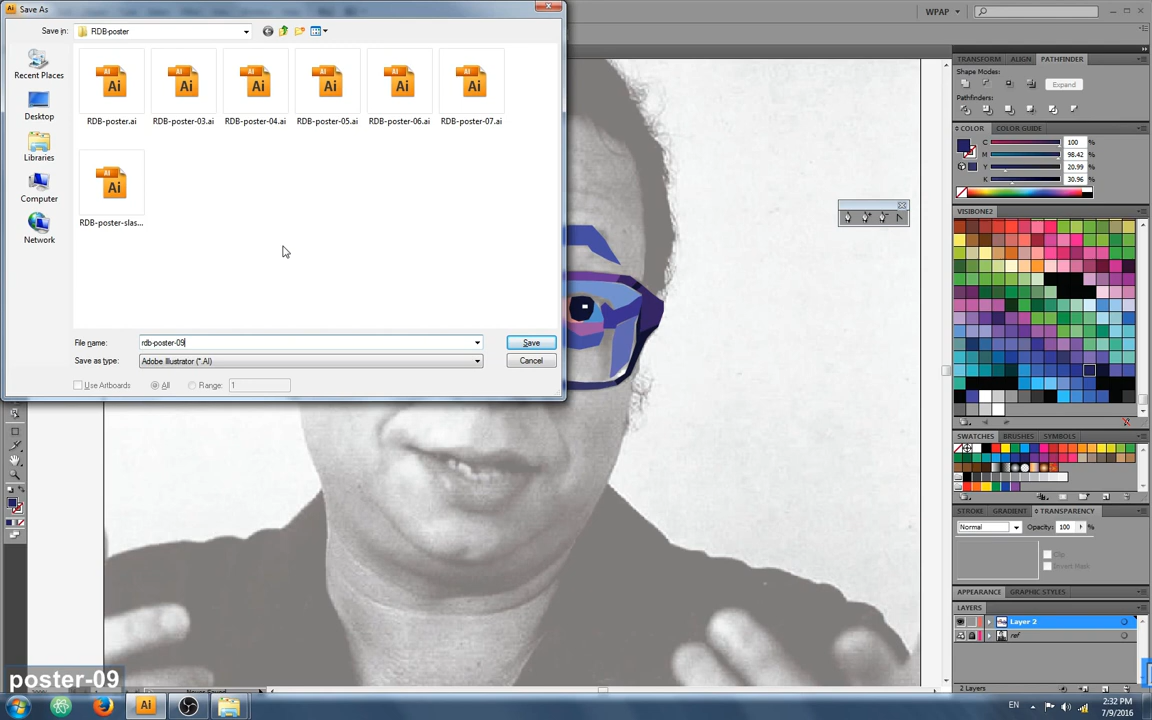 Save As
WPAP
Save in:
RDB-poster
Recent Places
Desktop
Libraries
Computer
Network
RDB-poster.ai
RDB-poster-03.ai
RDB-poster-04.ai
RDB-poster-05.ai
RDB-poster-06.ai
RDB-poster-07.ai
RDB-poster-slas...
File name:
rdb-poster-09
Save
Save as type:
Adobe Illustrator (*.AI)
Cancel
Use Artboards
All
Range:
1
TRANSFORM
ALIGN
PATHFINDER
Shape Modes:
Expand
Pathfinders:
COLOR
COLOR GUIDE
C
100
%
M
98.42
%
Y
20.99
%
K
30.96
%
VISIBONE2
SWATCHES
BRUSHES
SYMBOLS
STROKE
GRADIENT
TRANSPARENCY
Normal
Opacity:
100
%
Clip
Invert Mask
APPEARANCE
GRAPHIC STYLES
LAYERS
Layer 2
ref
2 Layers
poster-09
Never Saved
EN
2:32 PM
7/9/2016